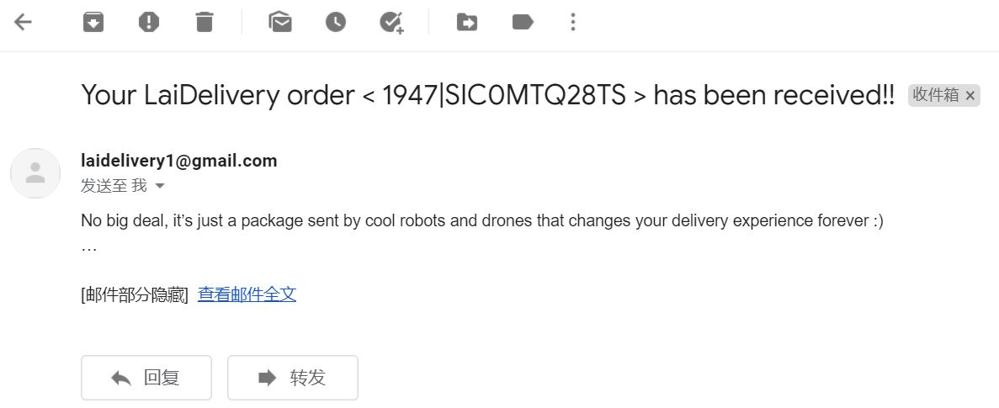 Your LaiDelivery order < 1947|SIC0MTQ28TS > has been received!! 收件箱 ×
laidelivery1@gmail.com
发送至 我
No big deal, it’s just a package sent by cool robots and drones that changes your delivery experience forever :)
…
[邮件部分隐藏] 查看邮件全文
回复 转发